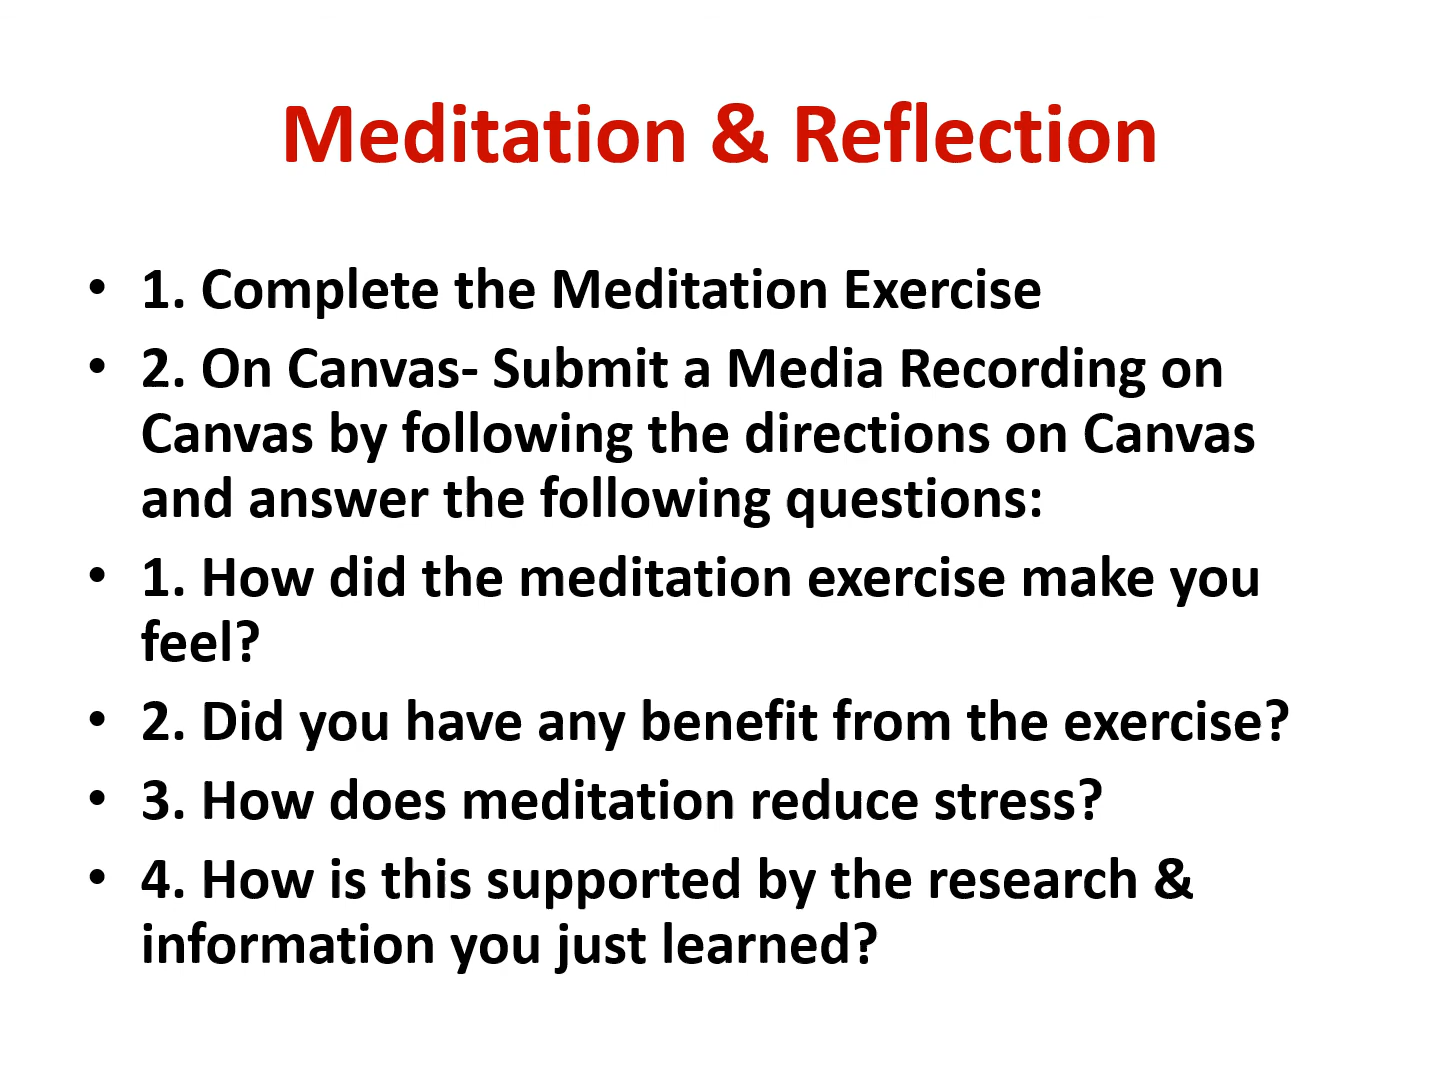 Meditation & Reflection
• 1. Complete the Meditation Exercise
• 2. On Canvas- Submit a Media Recording on
Canvas by following the directions on Canvas
and answer the following questions:
• 1. How did the meditation exercise make you
feel?
• 2. Did you have any benefit from the exercise?
• 3. How does meditation reduce stress?
• 4. How is this supported by the research &
information you just learned?